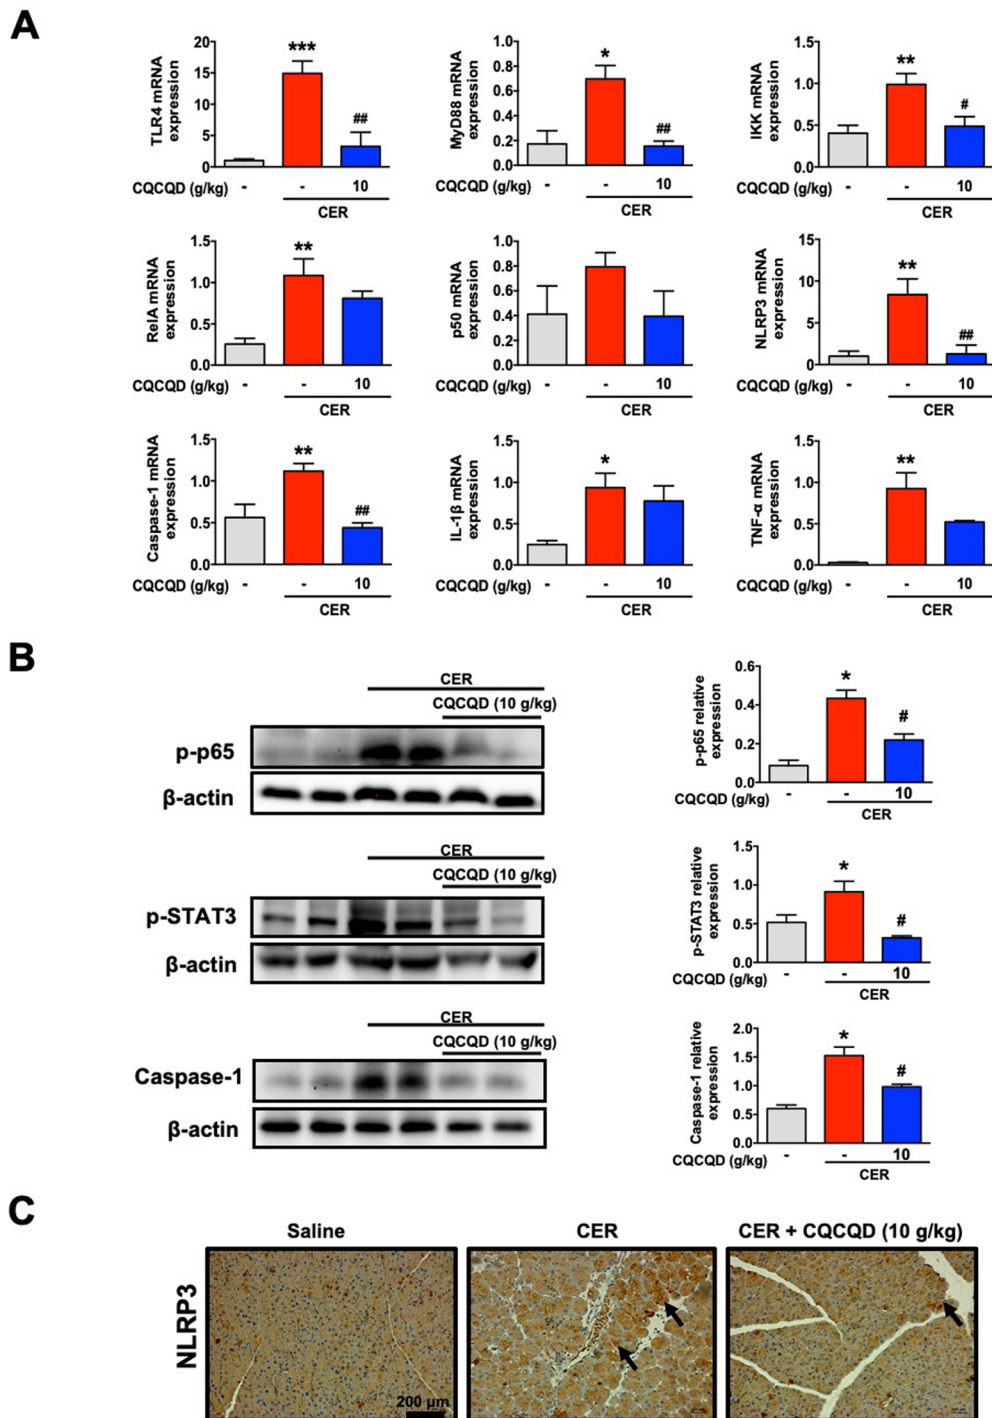 A
TLR4 mRNA
expression
20
15
10
5
0
***
##
CQCQD (g/kg) - - 10
CER
MyD88 mRNA
expression
1.0
0.8
0.6
0.4
0.2
0.0
*
##
CQCQD (g/kg) - - 10
CER
IKK mRNA
expression
1.5
1.0
0.5
0.0
**
#
CQCQD (g/kg) - - 10
CER
RelA mRNA
expression
1.5
1.0
0.5
0.0
**
CQCQD (g/kg) - - 10
CER
p50 mRNA
expression
1.0
0.8
0.6
0.4
0.2
0.0
CQCQD (g/kg) - - 10
CER
NLRP3 mRNA
expression
15
10
5
0
**
##
CQCQD (g/kg) - - 10
CER
Caspase-1 mRNA
expression
1.5
1.0
0.5
0.0
**
##
CQCQD (g/kg) - - 10
CER
IL-1β mRNA
expression
1.5
1.0
0.5
0.0
*
CQCQD (g/kg) - - 10
CER
TNF-α mRNA
expression
1.5
1.0
0.5
0.0
**
CQCQD (g/kg) - - 10
CER
B
CER
CQCQD (10 g/kg)
p-p65
β-actin
p-p65 relative
expression
0.6
0.4
0.2
0.0
*
#
CQCQD (g/kg) - - 10
CER
CER
CQCQD (10 g/kg)
p-STAT3
β-actin
p-STAT3 relative
expression
1.5
1.0
0.5
0.0
*
#
CQCQD (g/kg) - - 10
CER
CER
CQCQD (10 g/kg)
Caspase-1
β-actin
Caspase-1 relative
expression
2.0
1.5
1.0
0.5
0.0
*
#
CQCQD (g/kg) - - 10
CER
C
Saline
CER
CER + CQCQD (10 g/kg)
NLRP3
200 μm